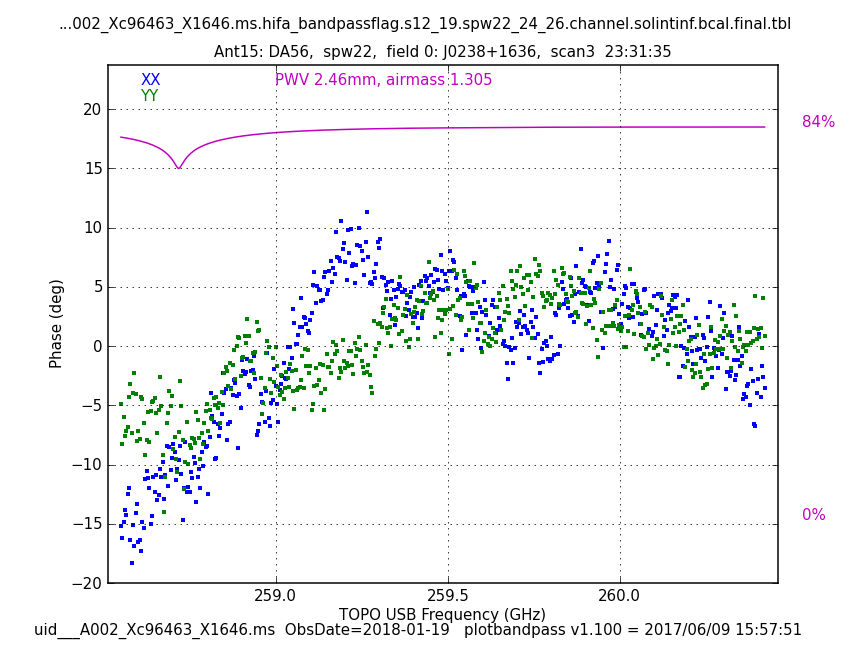 ...002_Xc96463_X1646.ms.hifa_bandpassflag.s12_19.spw22_24_26.channel.solintinf.bcal.final.tbl
Ant15: DA56,  spw22,  field 0: J0238+1636,  scan3  23:31:35
XX
PWV 2.46mm, airmass 1.305
YY
20
84%
15
10
5
0
−5
−10
−15
0%
−20
Phase (deg)
259.0
259.5
260.0
TOPO USB Frequency (GHz)
uid___A002_Xc96463_X1646.ms  ObsDate=2018-01-19   plotbandpass v1.100 = 2017/06/09 15:57:51